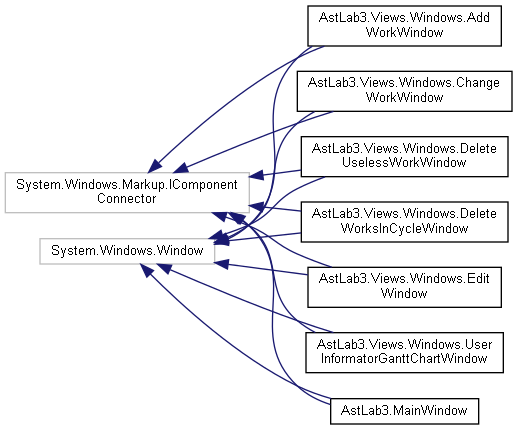 AstLab3.Views.Windows.Add
WorkWindow
AstLab3.Views.Windows.Change
WorkWindow
AstLab3.Views.Windows.Delete
UselessWorkWindow
System.Windows.Markup.IComponent
Connector
AstLab3.Views.Windows.Delete
WorksInCycleWindow
System.Windows.Window
AstLab3.Views.Windows.Edit
Window
AstLab3.Views.Windows.User
InformatorGanttChartWindow
AstLab3.MainWindow